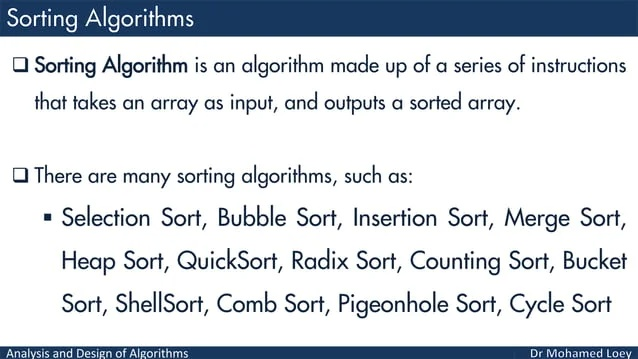 Sorting Algorithms
❑ Sorting Algorithm is an algorithm made up of a series of instructions
that takes an array as input, and outputs a sorted array.
❑ There are many sorting algorithms, such as:
▪ Selection Sort, Bubble Sort, Insertion Sort, Merge Sort,
Heap Sort, QuickSort, Radix Sort, Counting Sort, Bucket
Sort, ShellSort, Comb Sort, Pigeonhole Sort, Cycle Sort
Analysis and Design of Algorithms
Dr Mohamed Loey